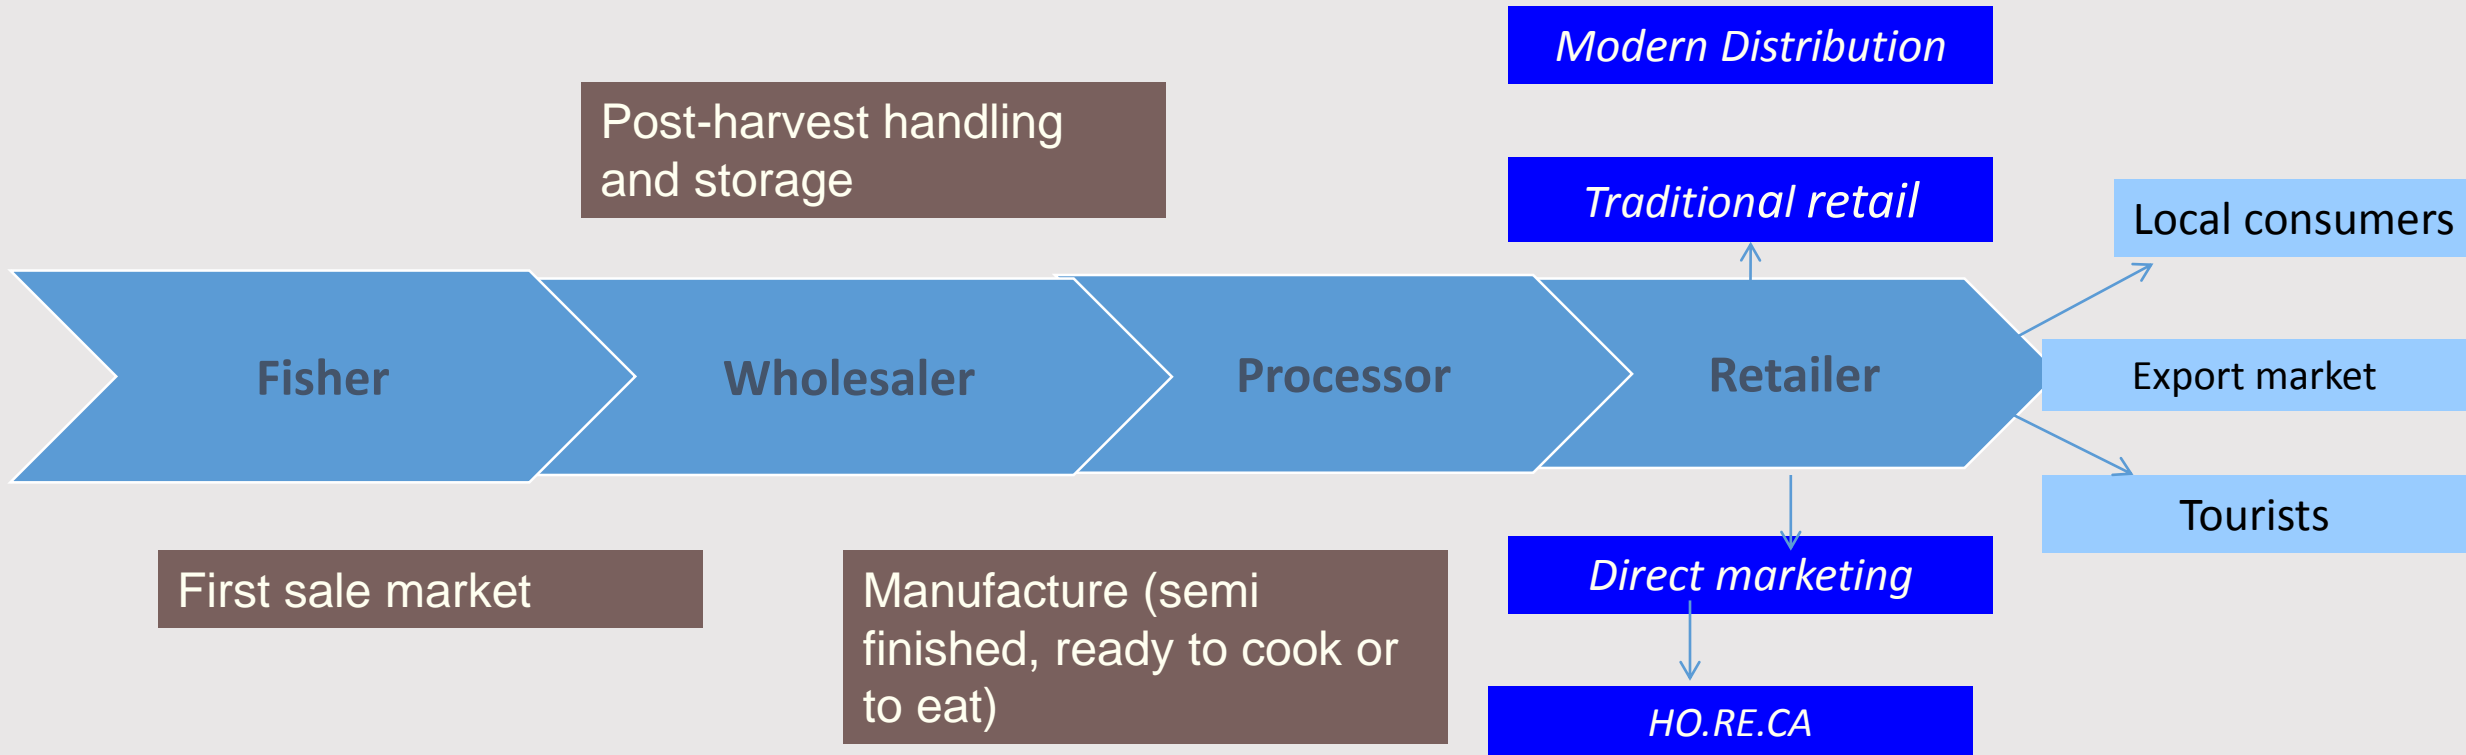 Modern Distribution
Post-harvest handling
and storage
Traditional retail
Local consumers
Fisher
Wholesaler
Processor
Retailer
Export market
Tourists
First sale market
Manufacture (semi
finished, ready to cook or
to eat)
Direct marketing
HO.RE.CA